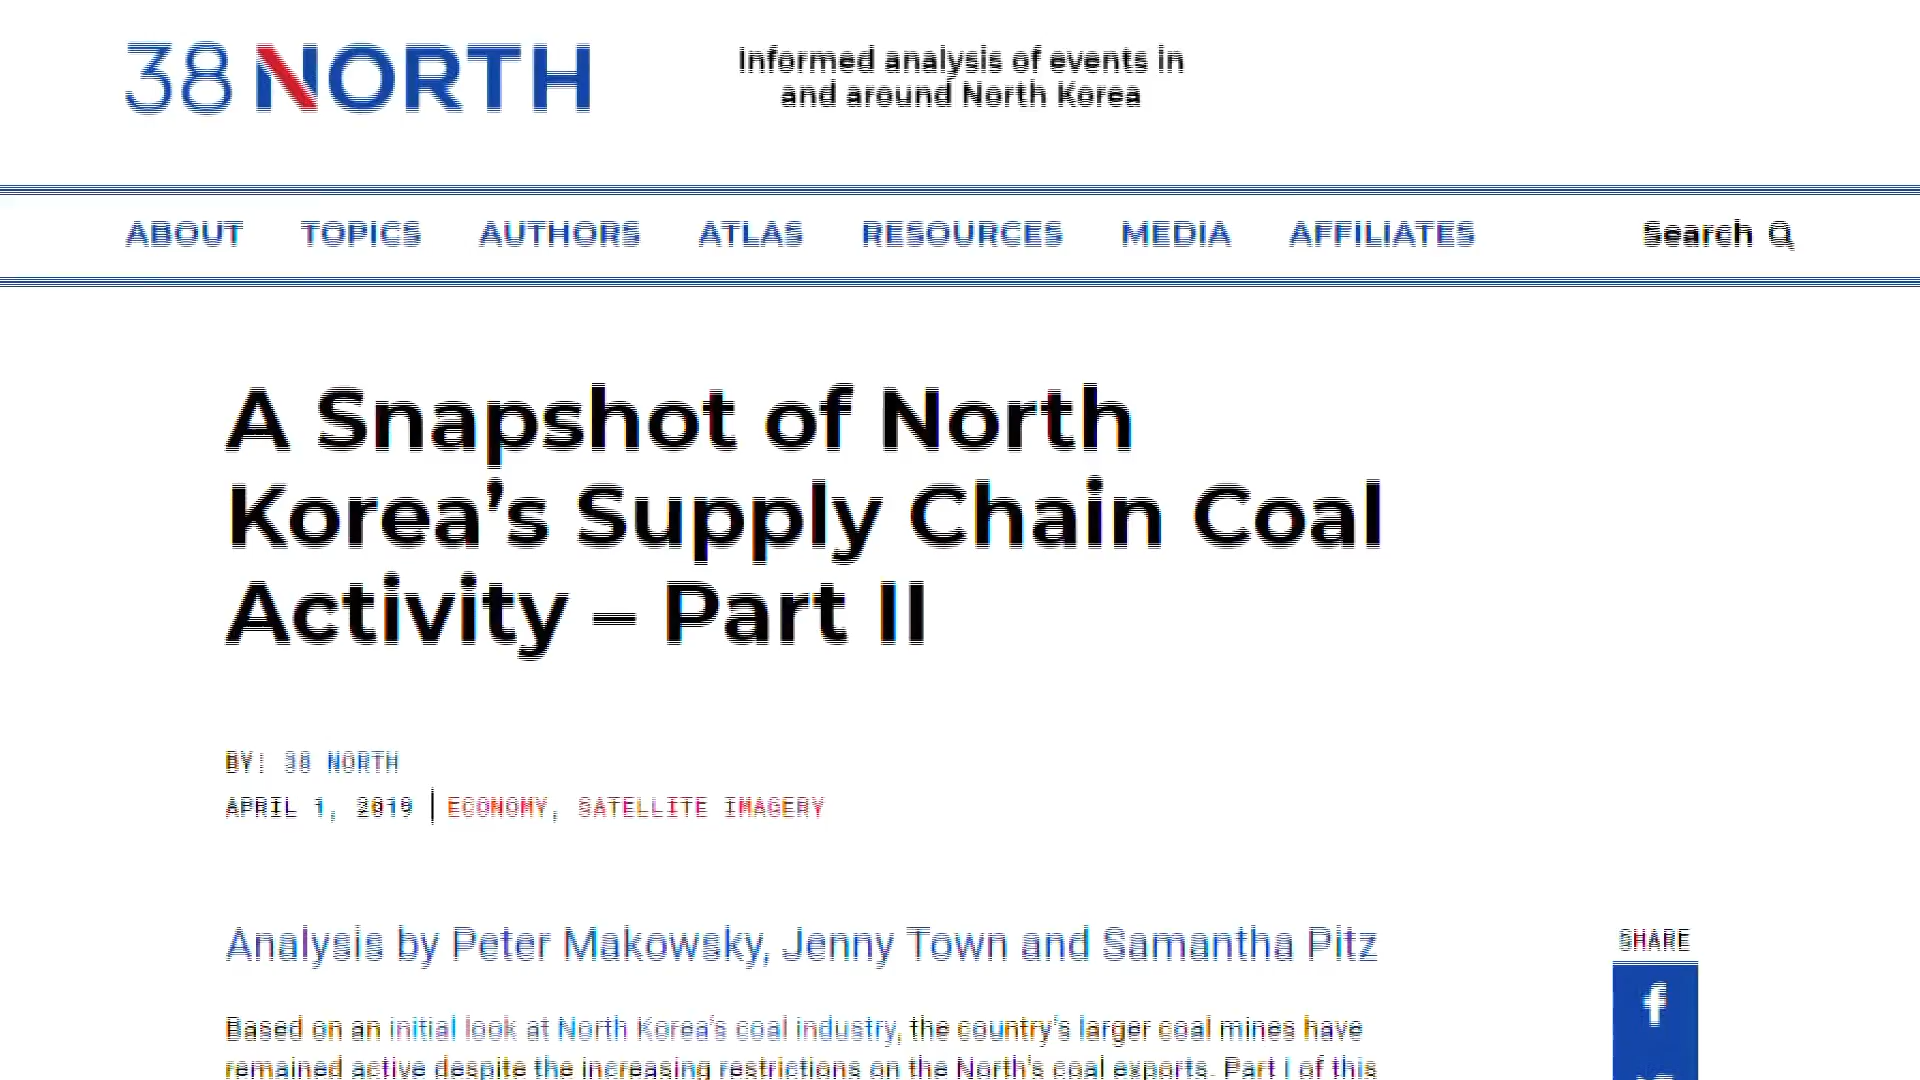 38 NORTH
Informed analysis of events in
and around North Korea
ABOUT TOPICS AUTHORS ATLAS RESOURCES MEDIA AFFILIATES Search
A Snapshot of North
Korea’s Supply Chain Coal
Activity – Part II
BY: 38 NORTH
APRIL 1, 2019 | ECONOMY, SATELLITE IMAGERY
Analysis by Peter Makowsky, Jenny Town and Samantha Pitz
SHARE
f
Based on an initial look at North Korea’s coal industry, the country’s larger coal mines have
remained active despite the increasing restrictions on the North’s coal exports. Part I of this